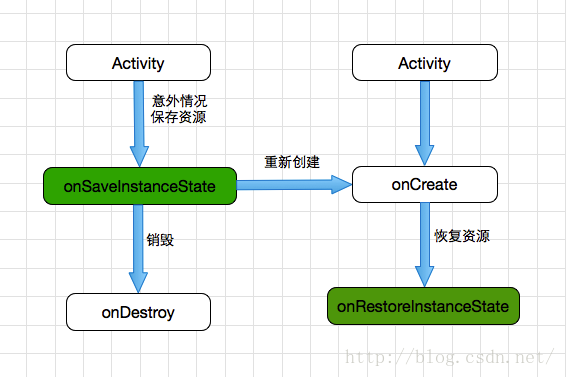 Activity
Activity
意外情况
保存资源
重新创建
onSaveInstanceState
onCreate
销毁
恢复资源
onDestroy
onRestoreInstanceState
http://blog.csdn.net/